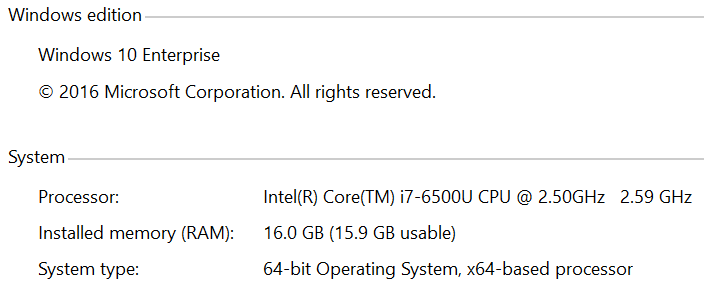 Windows edition
Windows 10 Enterprise
© 2016 Microsoft Corporation. All rights reserved.
System
Processor: Intel(R) Core(TM) i7-6500U CPU @ 2.50GHz 2.59 GHz
Installed memory (RAM): 16.0 GB (15.9 GB usable)
System type: 64-bit Operating System, x64-based processor